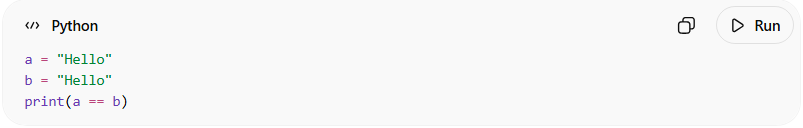 Python
Run
a = "Hello"
b = "Hello"
print(a == b)